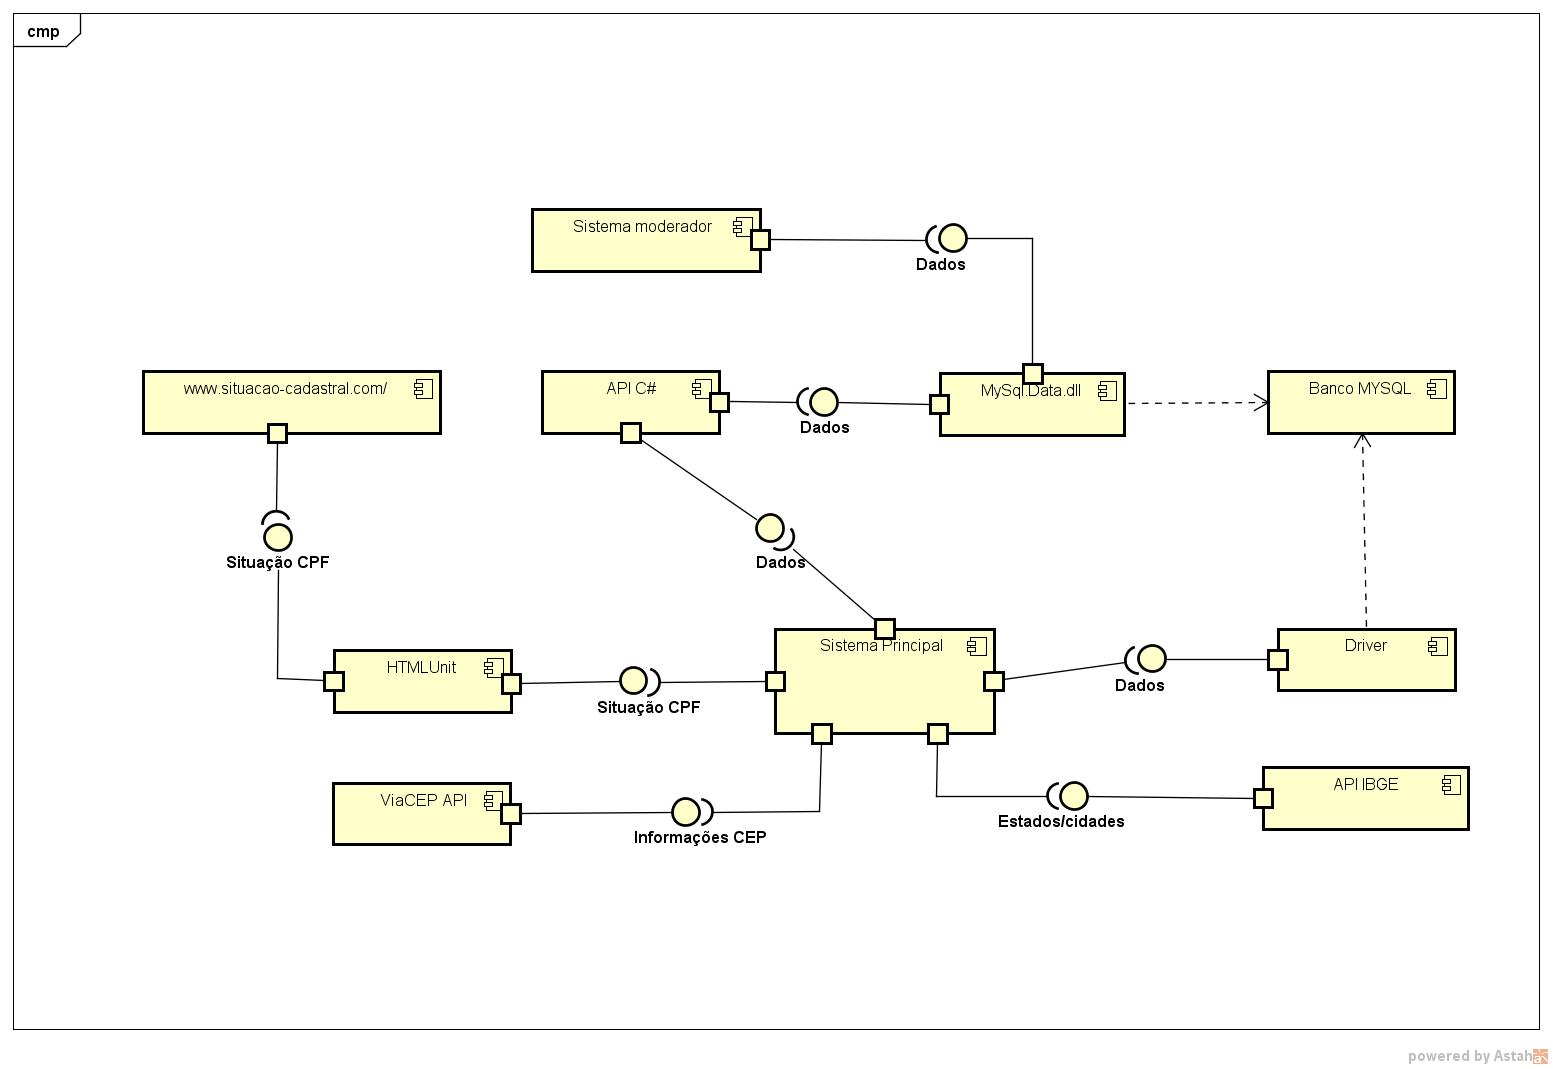 cmp
Sistema moderador
Dados
www.situacao-cadastral.com/
API C#
Dados
MySql.Data.dll
Banco MYSQL
Situação CPF
Dados
Sistema Principal
Driver
HTMLUnit
Situação CPF
Dados
ViaCEP API
Informações CEP
API IBGE
Estados/cidades
powered by Astah